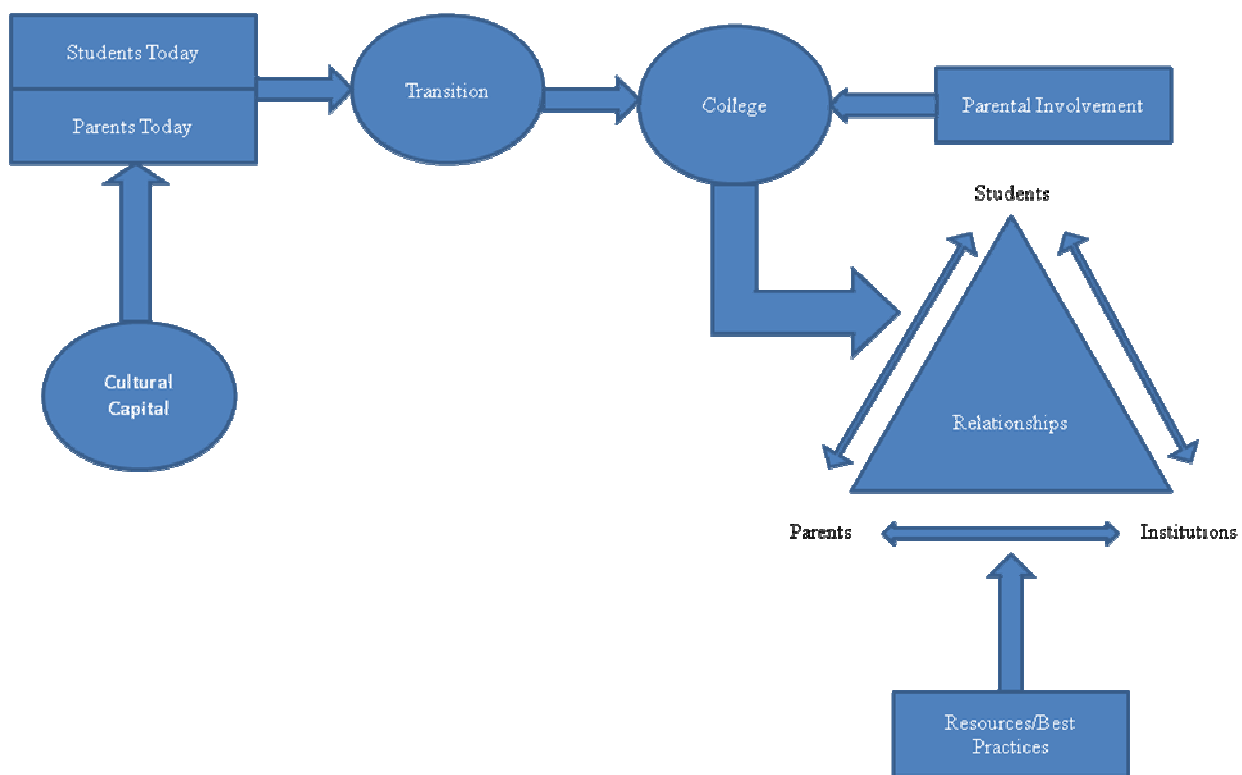 Students Today
Parents Today
Transition
College
Parental Involvement
Students
Cultural
Capital
Relationships
Parents
Institutions
Resources/Best
Practices